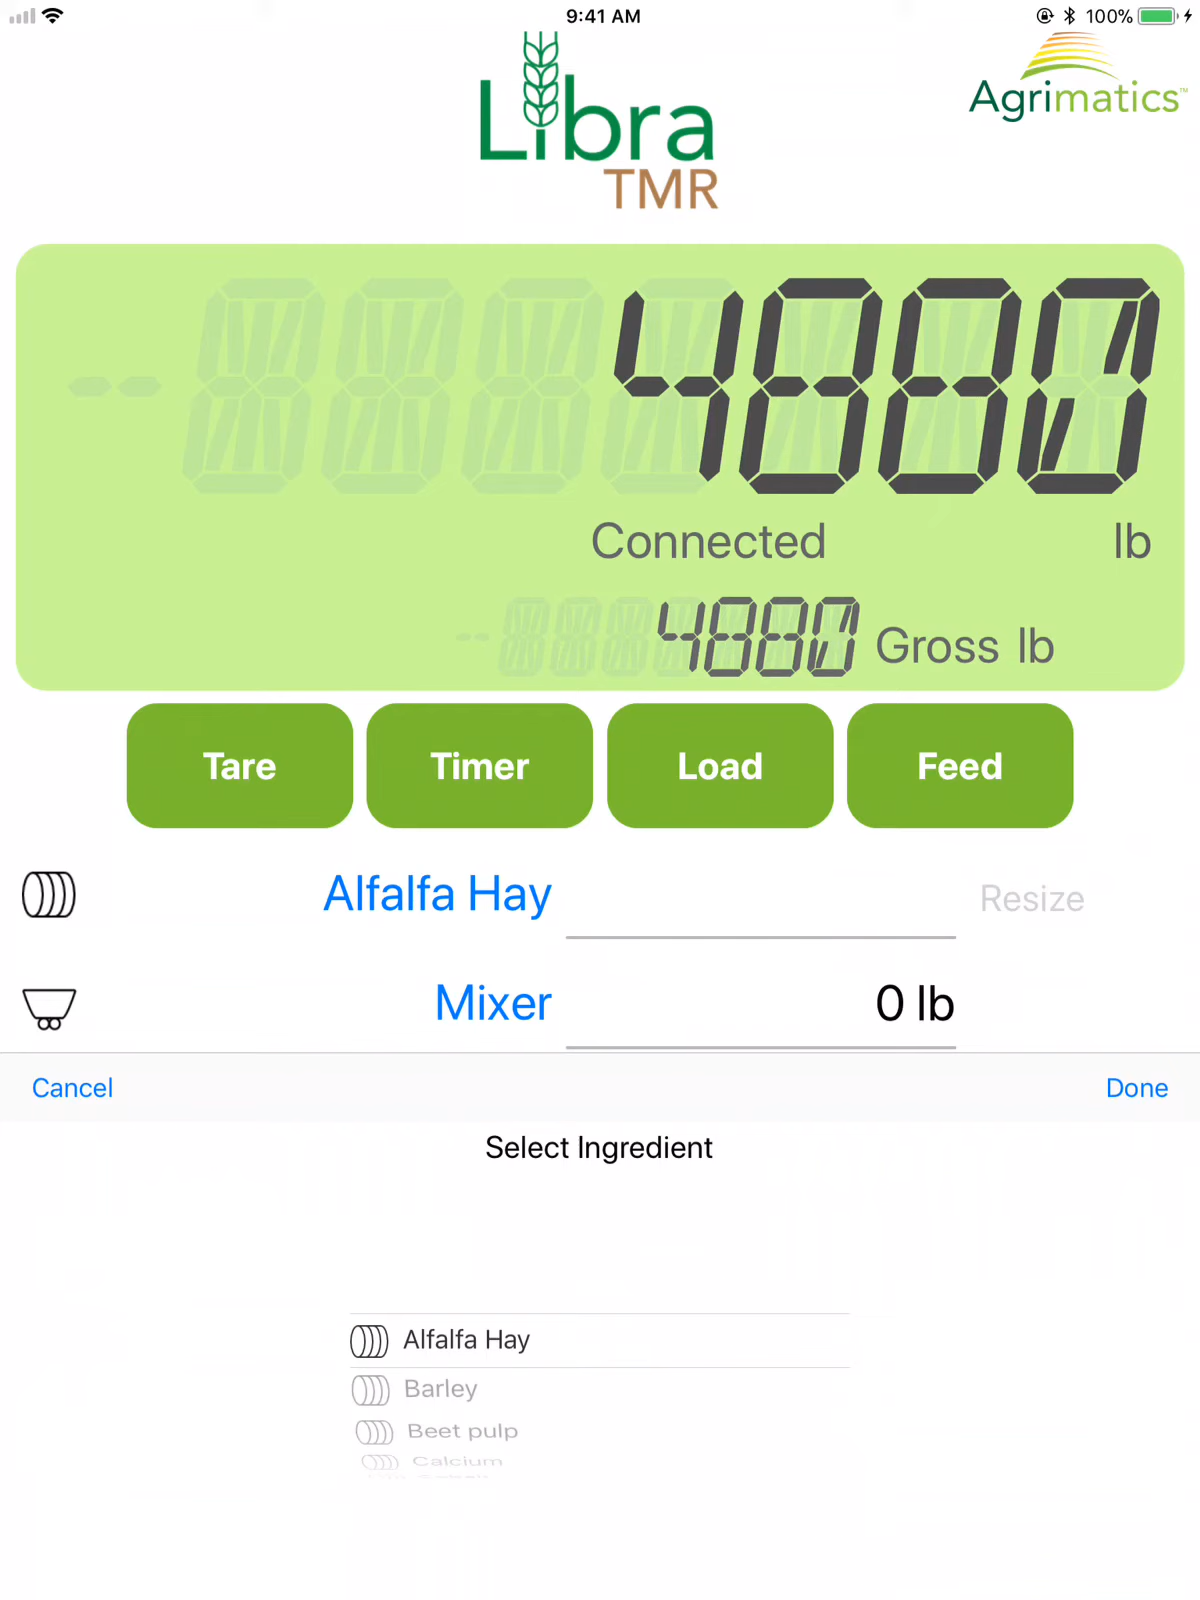 9:41 AM
100%
Libra
TMR
Agrimatics™
4880
Connected lb
4880 Gross lb
Tare Timer Load Feed
Alfalfa Hay Resize
Mixer 0 lb
Cancel Done
Select Ingredient
Alfalfa Hay
Barley
Beet pulp
Calcium